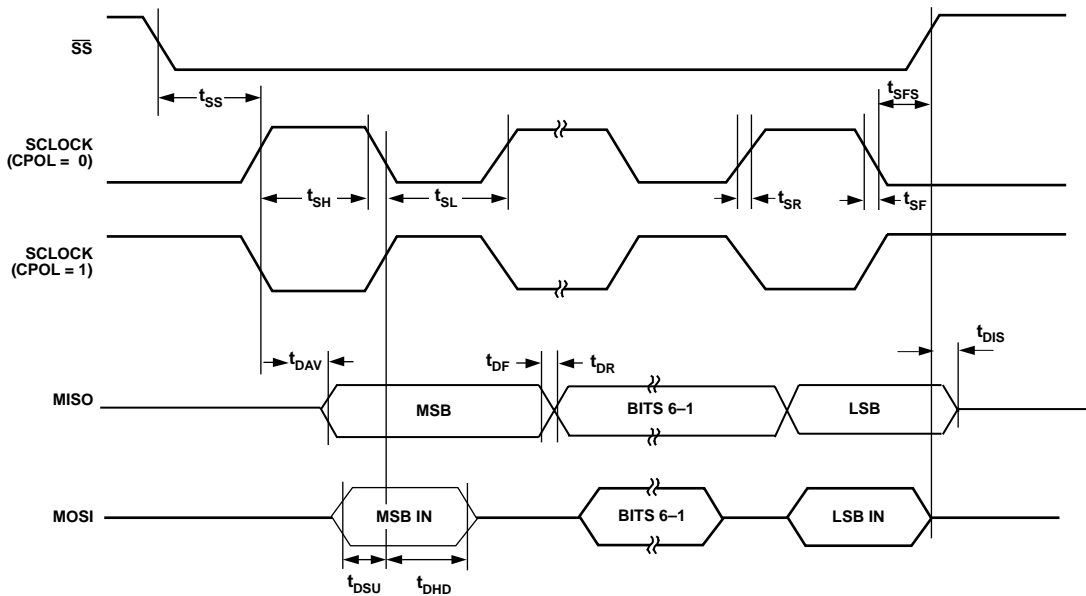 SS
tSS
tSFS
SCLOCK
(CPOL = 0)
tSH
tSL
tSR
tSF
SCLOCK
(CPOL = 1)
tDAV
tDF
tDR
tDIS
MISO
MSB
BITS 6–1
LSB
MOSI
MSB IN
BITS 6–1
LSB IN
tDSU
tDHD